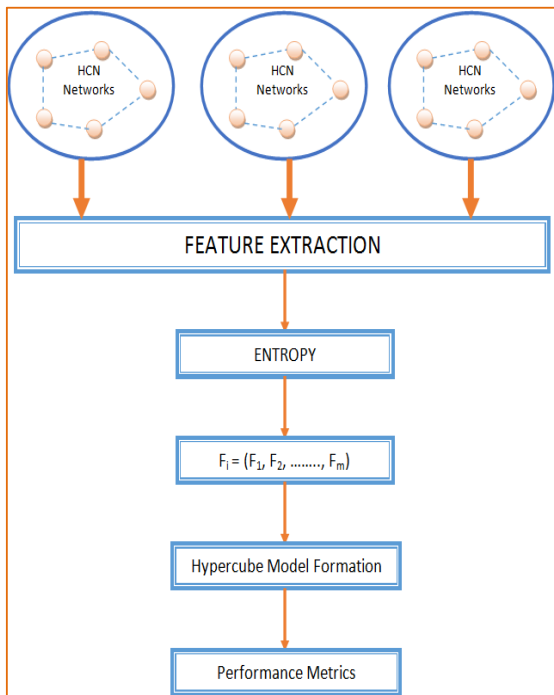 HCN
Networks
HCN
Networks
HCN
Networks
FEATURE EXTRACTION
ENTROPY
Fᵢ = (F₁, F₂, ........, Fₘ)
Hypercube Model Formation
Performance Metrics